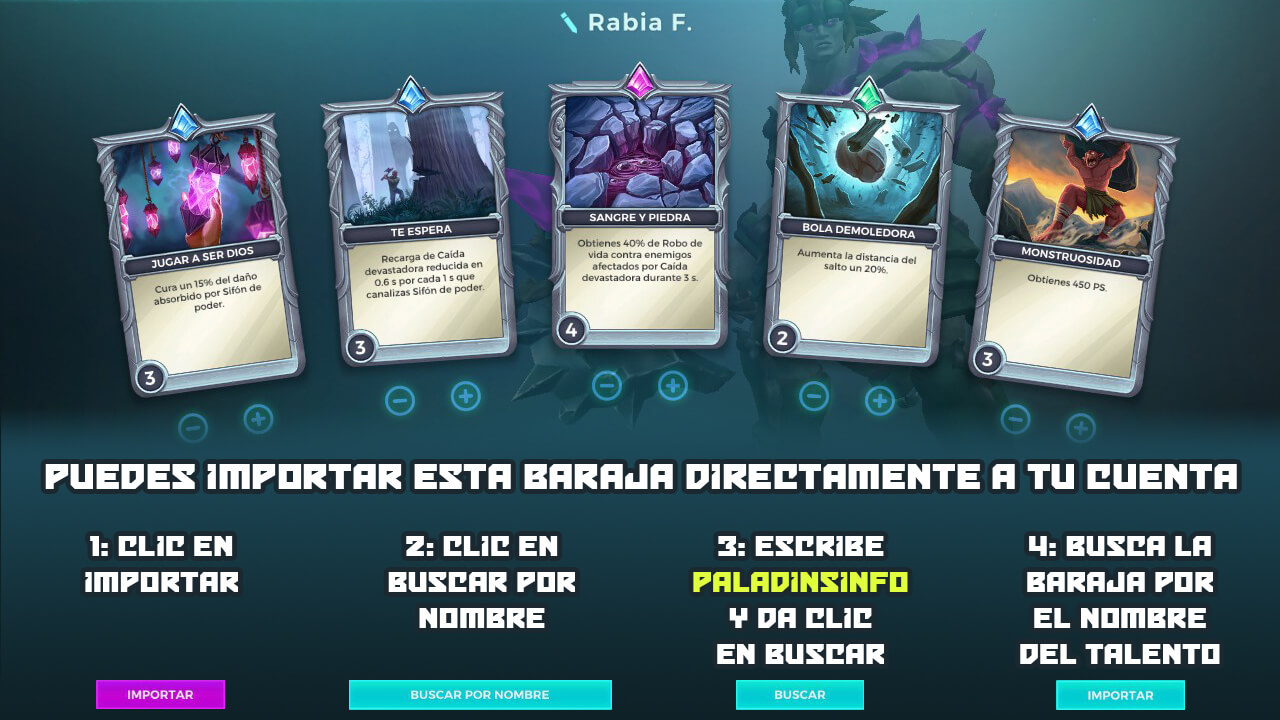 Rabia F.
JUGAR A SER DIOS
Cura un 15% del daño
absorbido por Sifón de
poder.
3
TE ESPERA
Recarga de Caída
devastadora reducida en
0.6 s por cada 1 s que
canalizas Sifón de poder.
3
SANGRE Y PIEDRA
Obtienes 40% de Robo de
vida contra enemigos
afectados por Caída
devastadora durante 3 s.
4
BOLA DEMOLEDORA
Aumenta la distancia del
salto un 20%.
2
MONSTRUOSIDAD
Obtienes 450 PS.
3
PUEDES IMPORTAR ESTA BARAJA DIRECTAMENTE A TU CUENTA
1: CLIC EN
IMPORTAR
IMPORTAR
2: CLIC EN
BUSCAR POR
NOMBRE
BUSCAR POR NOMBRE
3: ESCRIBE
PALADINSINFO
Y DA CLIC
EN BUSCAR
BUSCAR
4: BUSCA LA
BARAJA POR
EL NOMBRE
DEL TALENTO
IMPORTAR